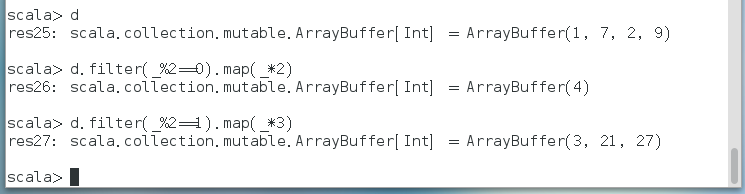 scala> d
res25: scala.collection.mutable.ArrayBuffer[Int] = ArrayBuffer(1, 7, 2, 9)
scala> d.filter(_%2==0).map(_*2)
res26: scala.collection.mutable.ArrayBuffer[Int] = ArrayBuffer(4)
scala> d.filter(_%2==1).map(_*3)
res27: scala.collection.mutable.ArrayBuffer[Int] = ArrayBuffer(3, 21, 27)
scala>